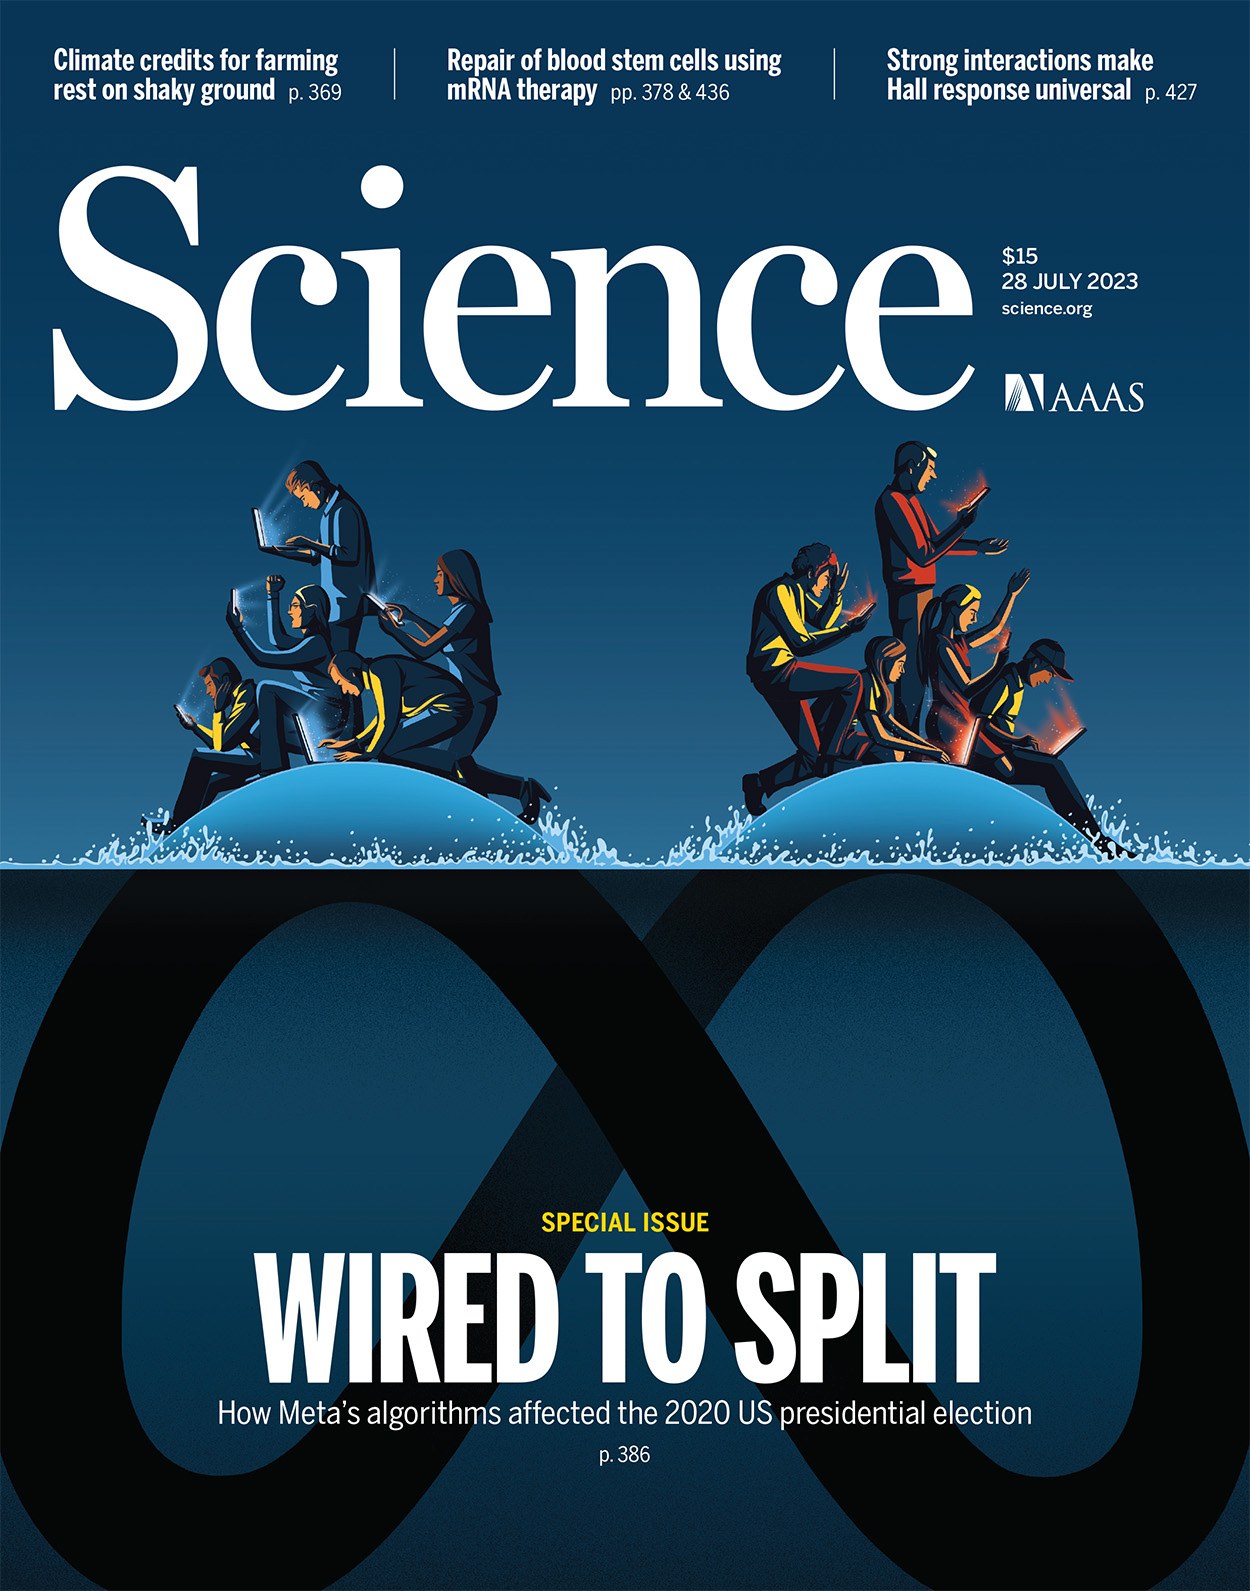 Climate credits for farming
rest on shaky ground p. 369
Repair of blood stem cells using
mRNA therapy pp. 378 & 436
Strong interactions make
Hall response universal p. 427
Science
$15
28 JULY 2023
science.org
AAAS
SPECIAL ISSUE
WIRED TO SPLIT
How Meta's algorithms affected the 2020 US presidential election
p. 386